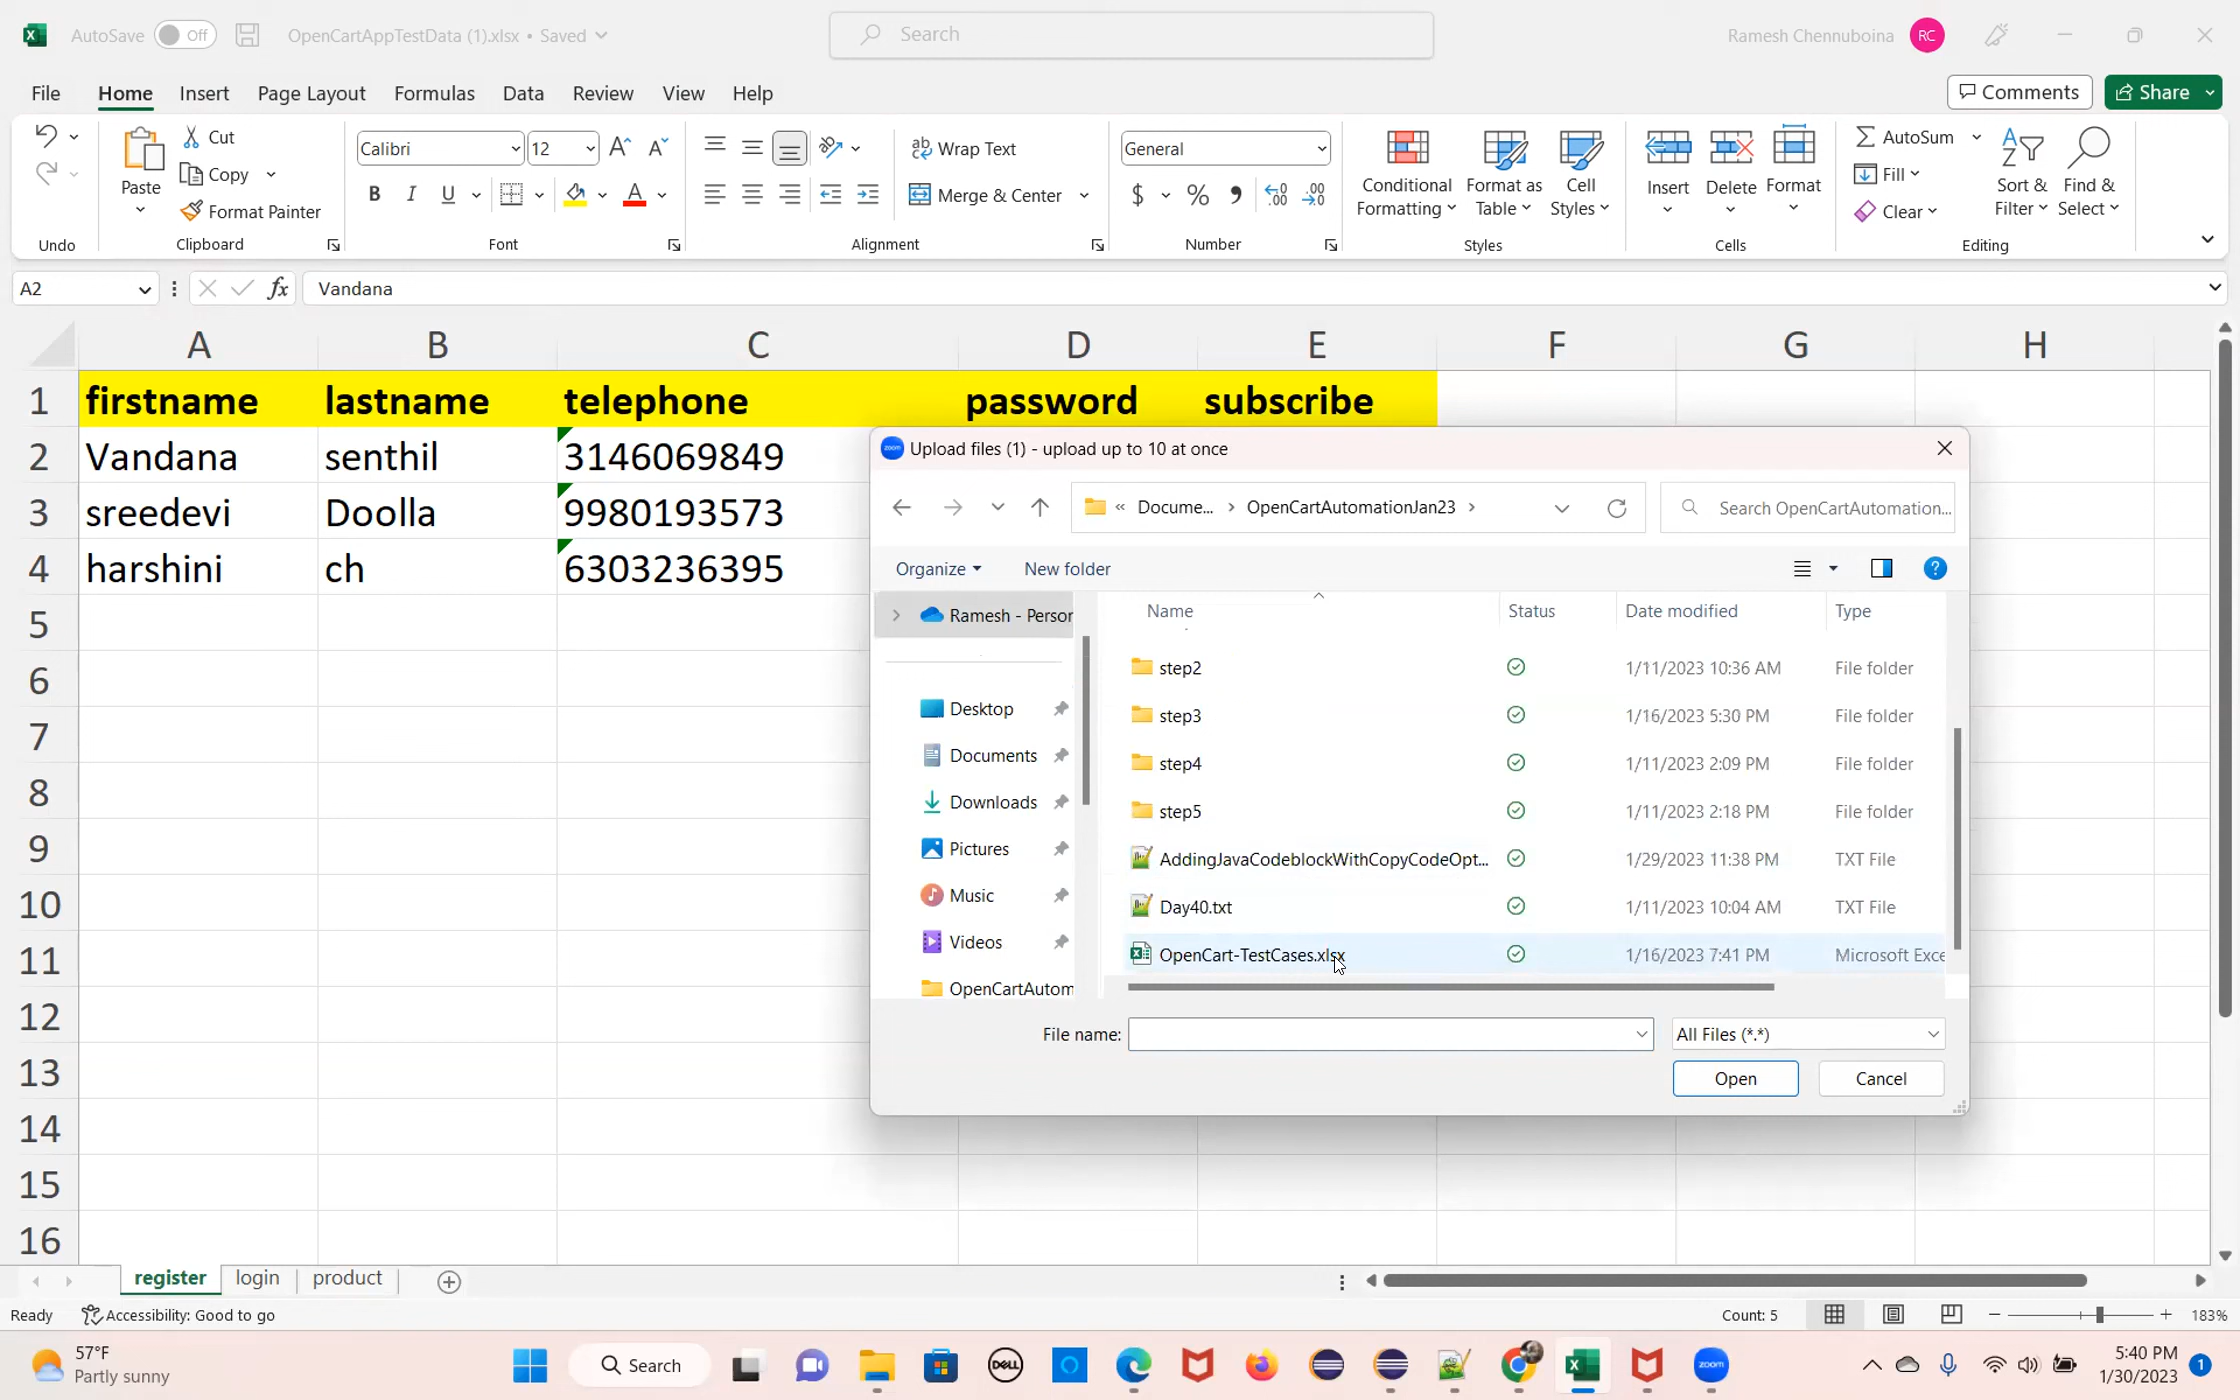 AutoSave Off OpenCartAppTestData (1).xlsx • Saved Search Ramesh Chennuboina RC
File Home Insert Page Layout Formulas Data Review View Help Comments Share
Cut
Copy
Format Painter
Paste
Calibri 12
B I U
Wrap Text
Merge & Center
General
$ % 9 .00
Conditional Formatting
Format as Table
Cell Styles
Insert Delete Format
AutoSum
Fill
Clear
Sort & Filter
Find & Select
Undo Clipboard Font Alignment Number Styles Cells Editing
A2 fx Vandana
A B C D E F G H
1 firstname lastname telephone password subscribe
2 Vandana senthil 3146069849
3 sreedevi Doolla 9980193573
4 harshini ch 6303236395
5
6
7
8
9
10
11
12
13
14
15
16
zoom Upload files (1) - upload up to 10 at once
« Docume... > OpenCartAutomationJan23 > Search OpenCartAutomation...
Organize New folder
Ramesh - Person
Desktop
Documents
Downloads
Pictures
Music
Videos
OpenCartAutom
Name Status Date modified Type
step2 1/11/2023 10:36 AM File folder
step3 1/16/2023 5:30 PM File folder
step4 1/11/2023 2:09 PM File folder
step5 1/11/2023 2:18 PM File folder
AddingJavaCodeblockWithCopyCodeOpt... 1/29/2023 11:38 PM TXT File
Day40.txt 1/11/2023 10:04 AM TXT File
OpenCart-TestCases.xlsx 1/16/2023 7:41 PM Microsoft Exce
File name: All Files (*.*)
Open Cancel
register login product
Ready Accessibility: Good to go Count: 5 183%
57°F
Partly sunny
Search
DELL
zoom
5:40 PM
1/30/2023
1